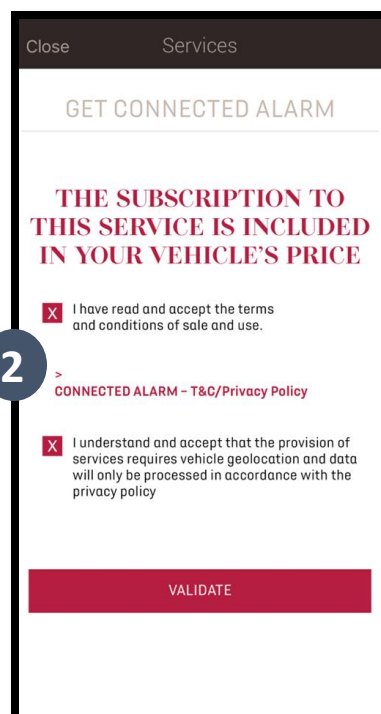 Close Services
GET CONNECTED ALARM
THE SUBSCRIPTION TO
THIS SERVICE IS INCLUDED
IN YOUR VEHICLE'S PRICE
X I have read and accept the terms
and conditions of sale and use.
2
>
CONNECTED ALARM – T&C/Privacy Policy
X I understand and accept that the provision of
services requires vehicle geolocation and data
will only be processed in accordance with the
privacy policy
VALIDATE